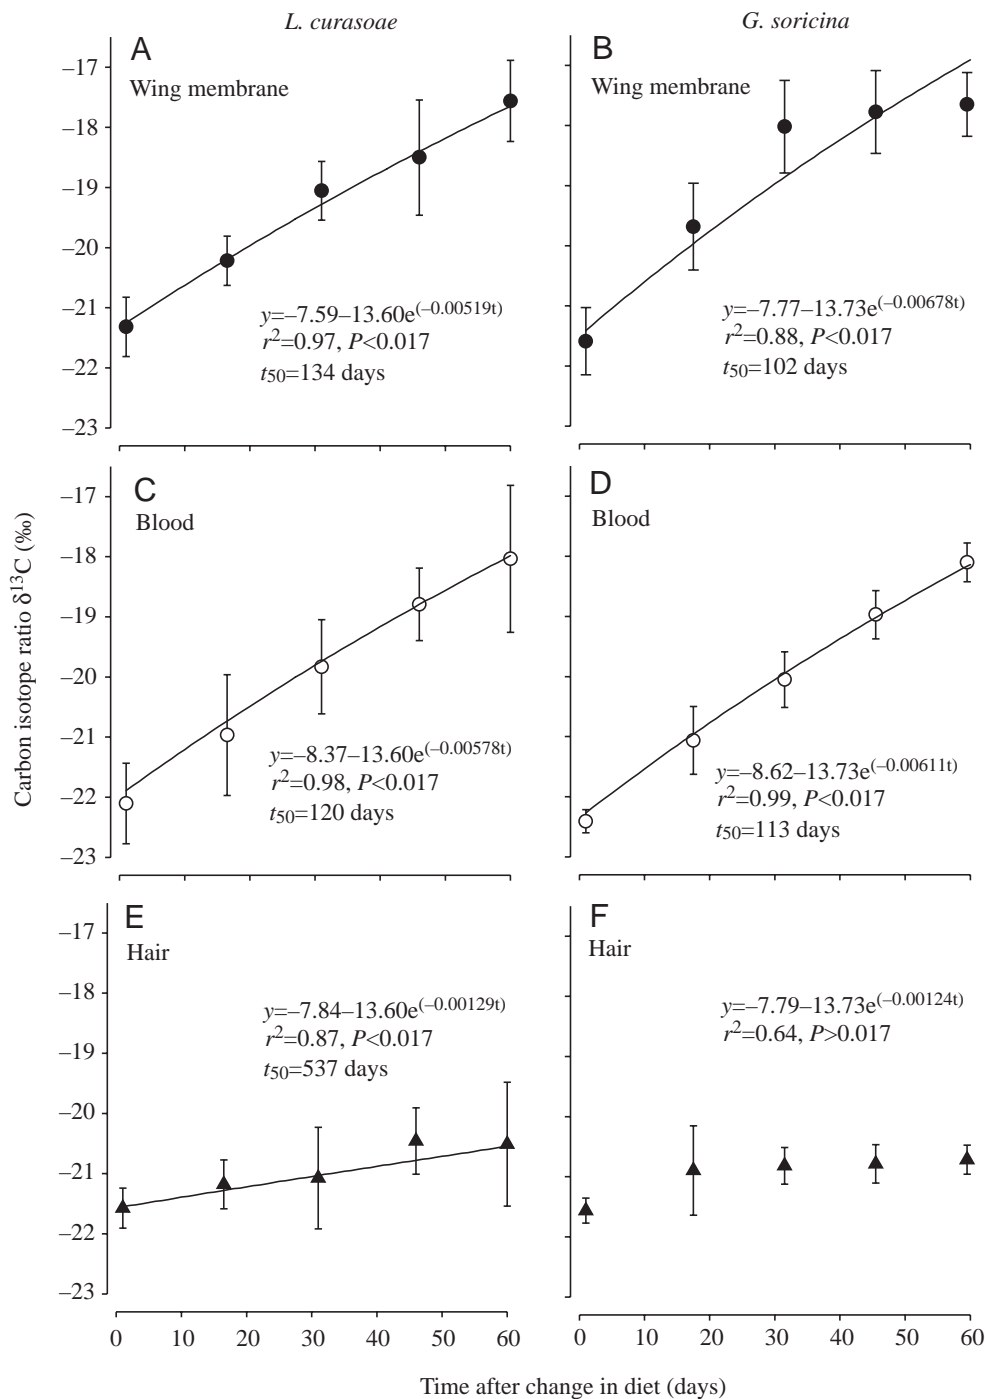 L. curasoae
G. soricina
A
Wing membrane
–17
–18
–19
–20
–21
–22
–23
y=–7.59–13.60e(–0.00519t)
r2=0.97, P<0.017
t50=134 days
B
Wing membrane
y=–7.77–13.73e(–0.00678t)
r2=0.88, P<0.017
t50=102 days
Carbon isotope ratio δ13C (‰)
C
Blood
–17
–18
–19
–20
–21
–22
–23
y=–8.37–13.60e(–0.00578t)
r2=0.98, P<0.017
t50=120 days
D
Blood
y=–8.62–13.73e(–0.00611t)
r2=0.99, P<0.017
t50=113 days
E
Hair
–17
–18
–19
–20
–21
–22
–23
y=–7.84–13.60e(–0.00129t)
r2=0.87, P<0.017
t50=537 days
F
Hair
y=–7.79–13.73e(–0.00124t)
r2=0.64, P>0.017
0 10 20 30 40 50 60
0 10 20 30 40 50 60
Time after change in diet (days)